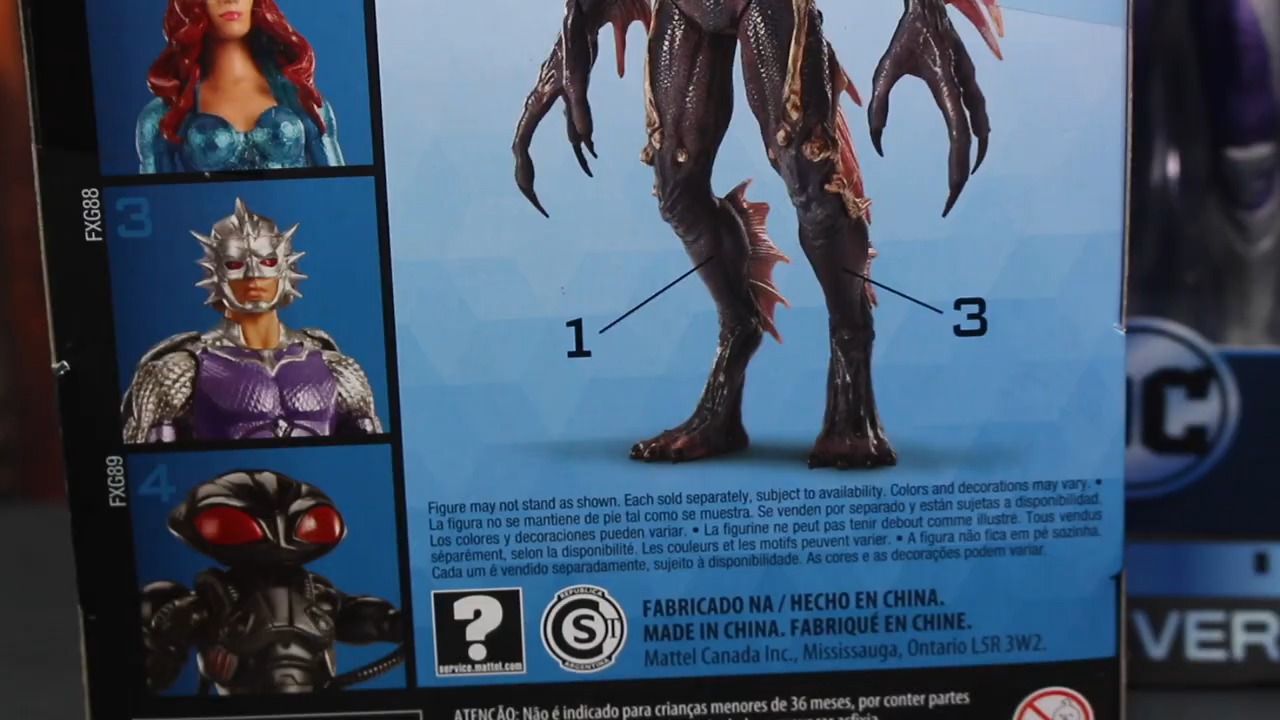 FXG88
3
FXG89
4
1
3
Figure may not stand as shown. Each sold separately, subject to availability. Colors and decorations may vary. •
La figura no se mantiene de pie tal como se muestra. Se venden por separado y están sujetas a disponibilidad.
Los colores y decoraciones pueden variar. • La figurine ne peut pas tenir debout comme illustré. Tous vendus
séparément, selon la disponibilité. Les couleurs et les motifs peuvent varier. • A figura não fica em pé sozinha.
Cada um é vendido separadamente, sujeito à disponibilidade. As cores e as decorações podem variar.
?
service.mattel.com
REPUBLICA
S
ARGENTINA
FABRICADO NA / HECHO EN CHINA.
MADE IN CHINA. FABRIQUÉ EN CHINE.
Mattel Canada Inc., Mississauga, Ontario L5R 3W2.
ATENÇÃO: Não é indicado para crianças menores de 36 meses, por conter partes
DC
VER